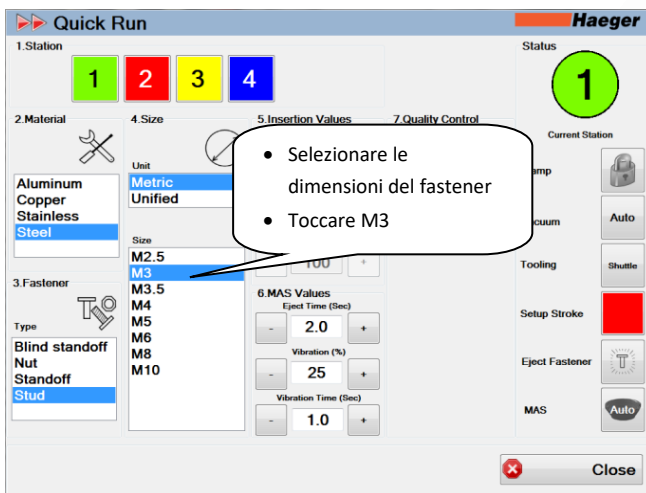 Quick Run
Haeger
1.Station
1
2
3
4
Status
1
Current Station
2.Material
Aluminum
Copper
Stainless
Steel
3.Fastener
Type
Blind standoff
Nut
Standoff
Stud
4.Size
Unit
Metric
Unified
Size
M2.5
M3
M3.5
M4
M5
M6
M8
M10
5.Insertion Values
7.Quality Control
• Selezionare le
dimensioni del fastener
• Toccare M3
100 +
6.MAS Values
Eject Time (Sec)
- 2.0 +
Vibration (%)
- 25 +
Vibration Time (Sec)
- 1.0 +
Auto
Tooling
Shuttle
Setup Stroke
Eject Fastener
MAS
Auto
Close